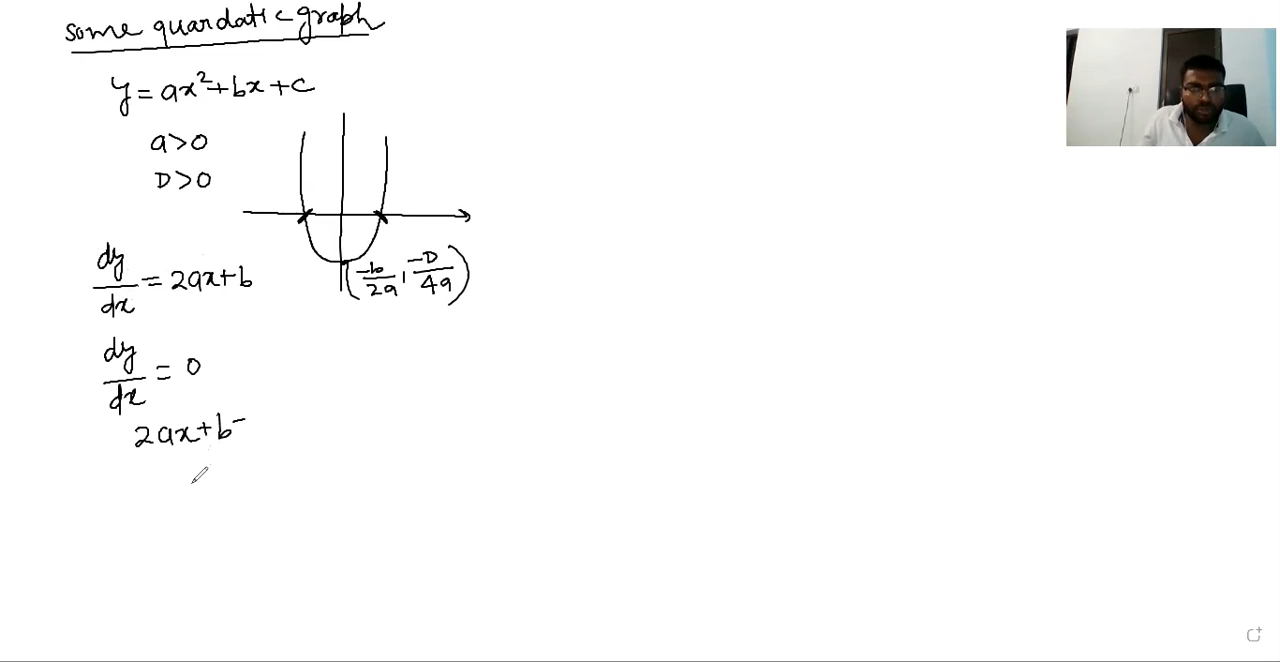 some quardatic graph
y = ax²+bx+c
a>0
D>0
dy/dx = 2ax+b
(-b/2a, -D/4a)
dy/dx = 0
2ax+b-